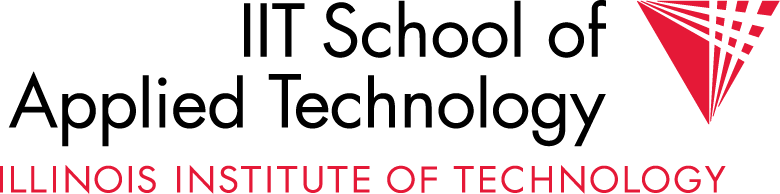 IIT School of
Applied Technology
ILLINOIS INSTITUTE OF TECHNOLOGY